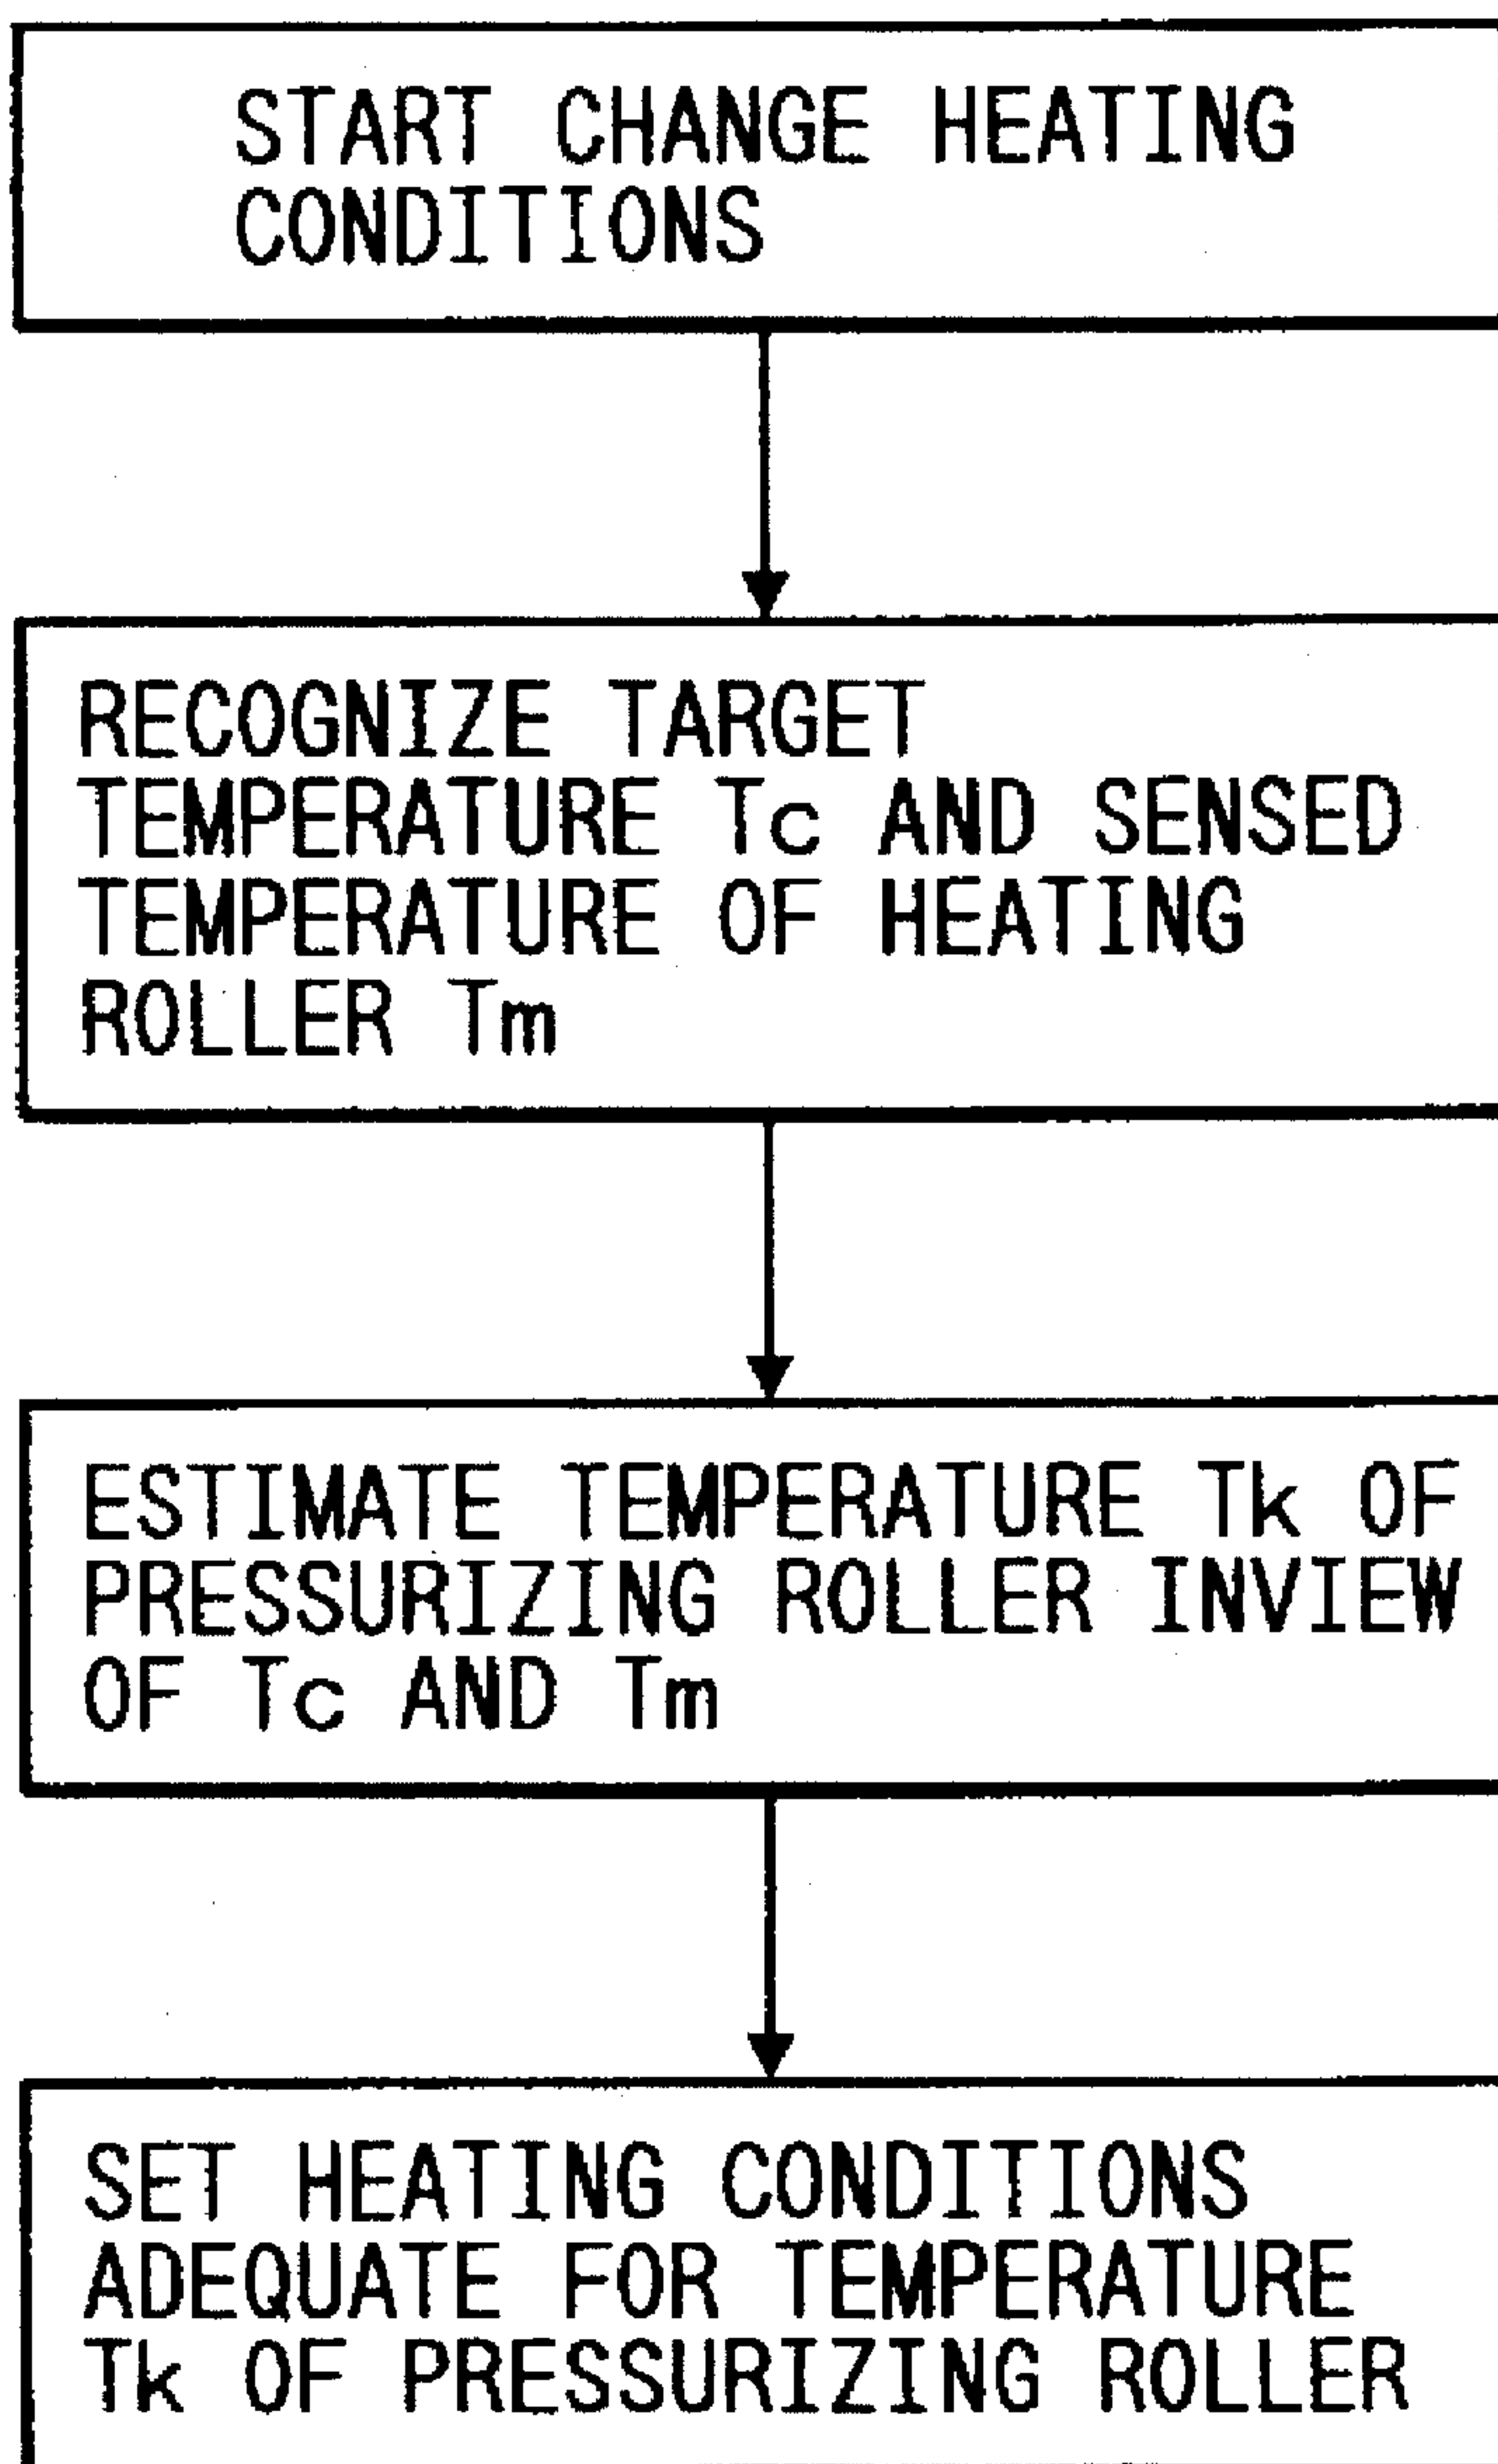 START CHANGE HEATING
CONDITIONS
RECOGNIZE TARGET
TEMPERATURE Tc AND SENSED
TEMPERATURE OF HEATING
ROLLER Tm
ESTIMATE TEMPERATURE Tk OF
PRESSURIZING ROLLER INVIEW
OF Tc AND Tm
SET HEATING CONDITIONS
ADEQUATE FOR TEMPERATURE
Tk OF PRESSURIZING ROLLER